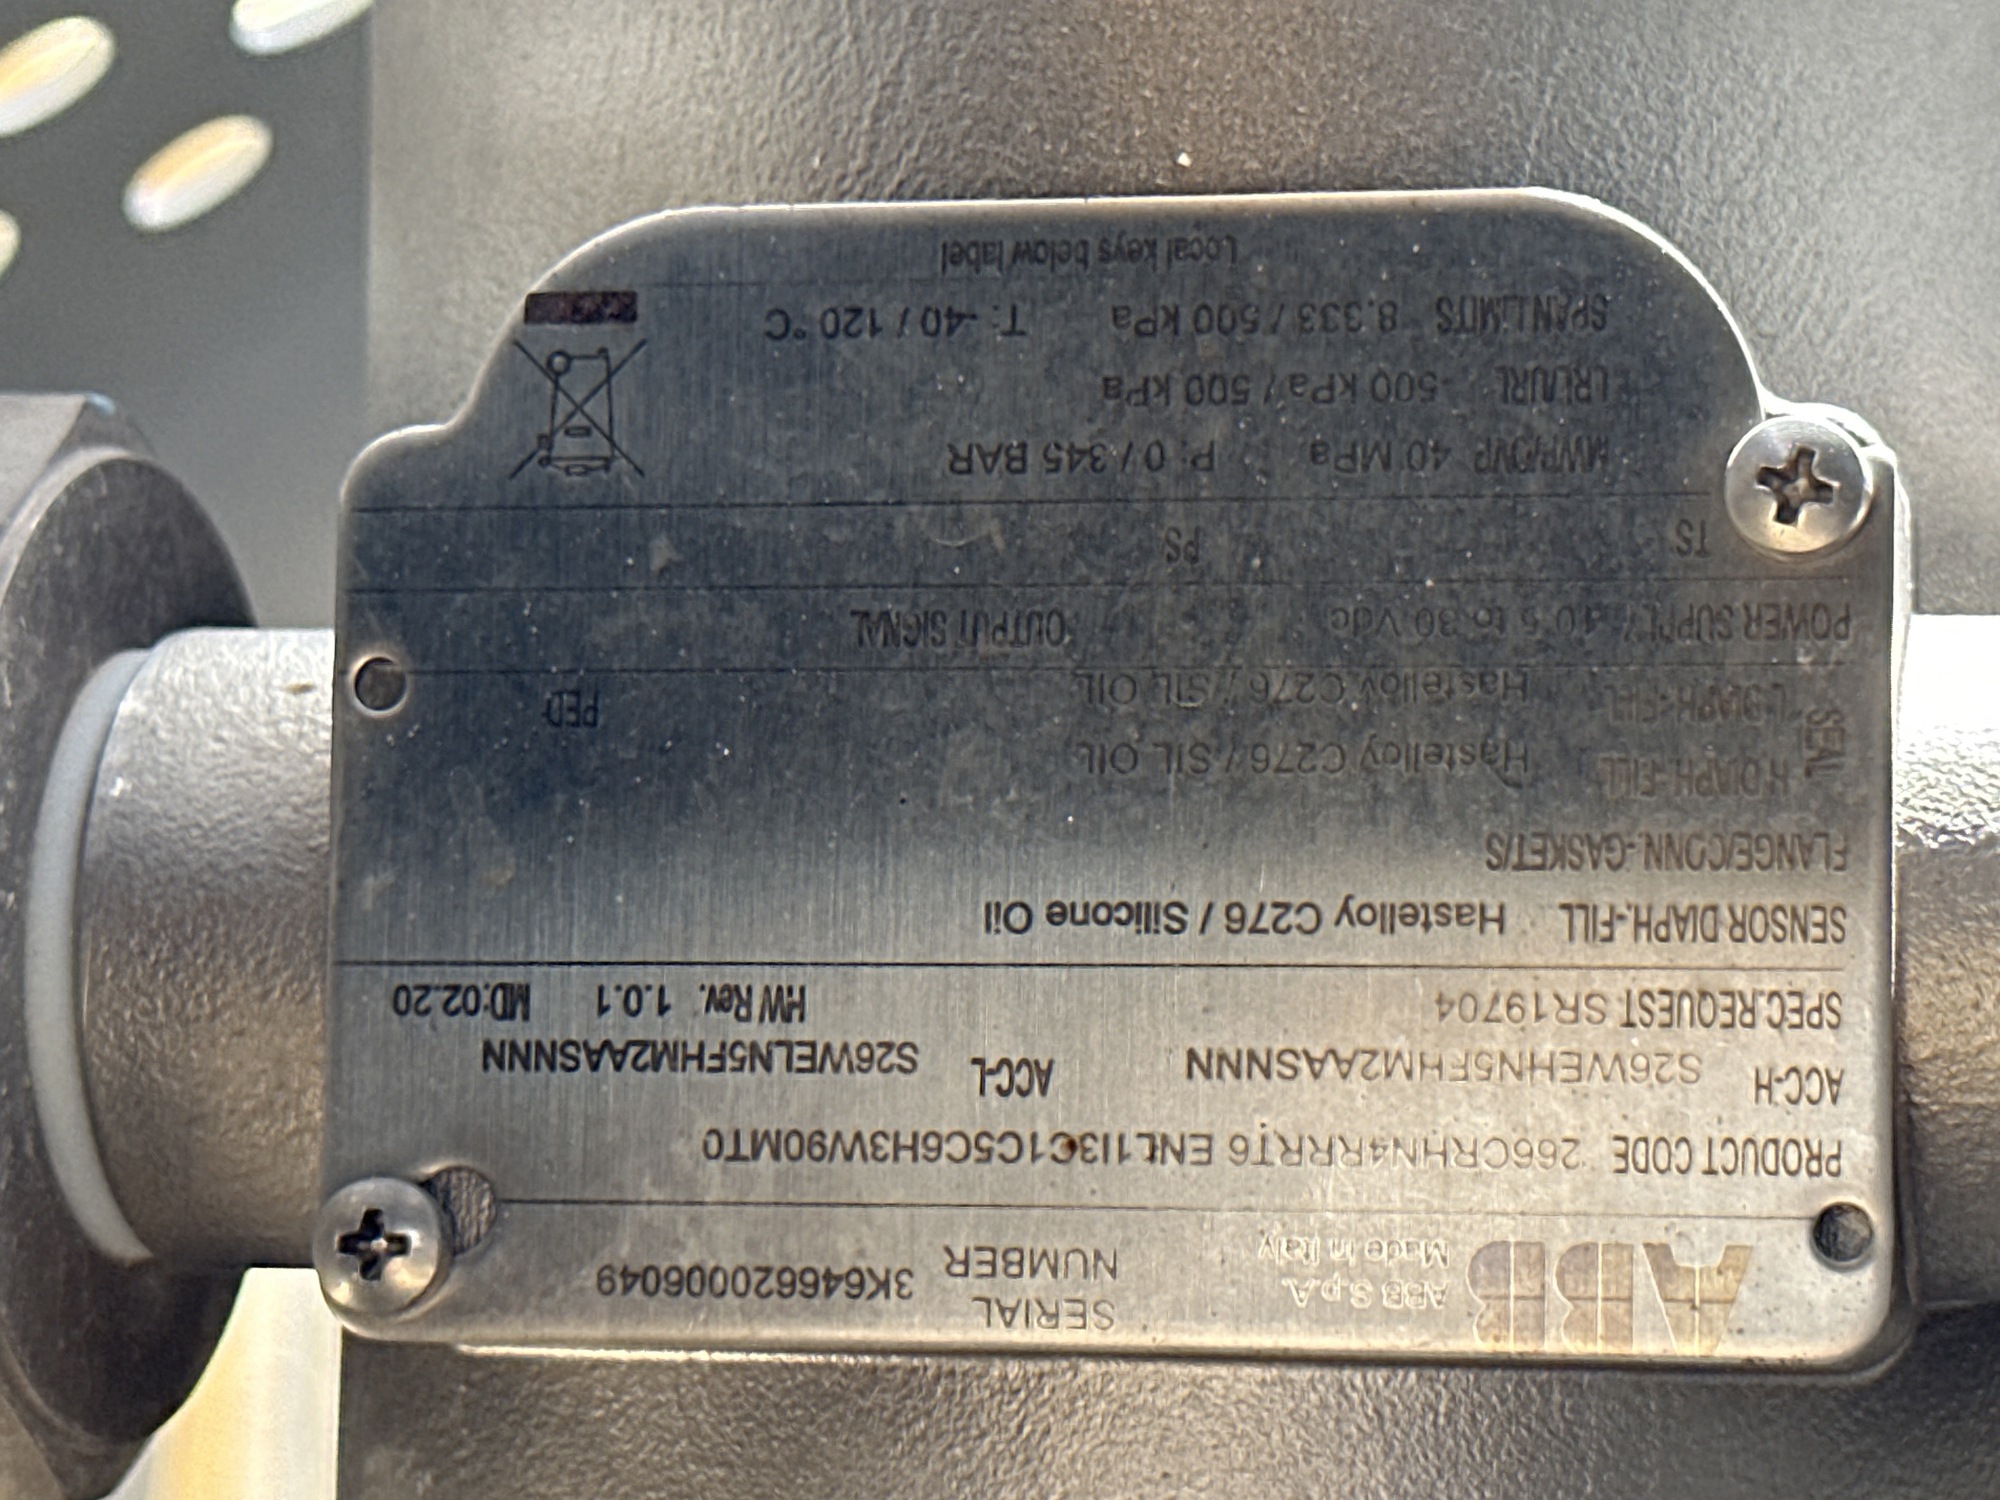 ABB
ABB S.p.A.
Made in Italy
SERIAL NUMBER 3K646620006049
PRODUCT CODE 266CRHN4RRRT6 ENL1I3C1C5C6H3W90MT0
ACC-H S26WEHN5FHM2AASNNN ACC-L S26WELN5FHM2AASNNN
SPEC.REQUEST SR19704 HW Rev. 1.0.1 MD:02.20
SENSOR DIAPH.-FILL Hastelloy C276 / Silicone Oil
FLANGE/CONN.-GASKET/S
SEAL
H DIAPH.-FILL Hastelloy C276 / SIL OIL
L DIAPH.-FILL Hastelloy C276 / SIL OIL PED
POWER SUPPLY 10.5 to 30 Vdc OUTPUT SIGNAL
TS PS
MWP/OVP 40 MPa P: 0 / 345 BAR
LRL/URL -500 kPa / 500 kPa
SPAN LIMITS 8.333 / 500 kPa T: -40 / 120 °C
Local keys below label